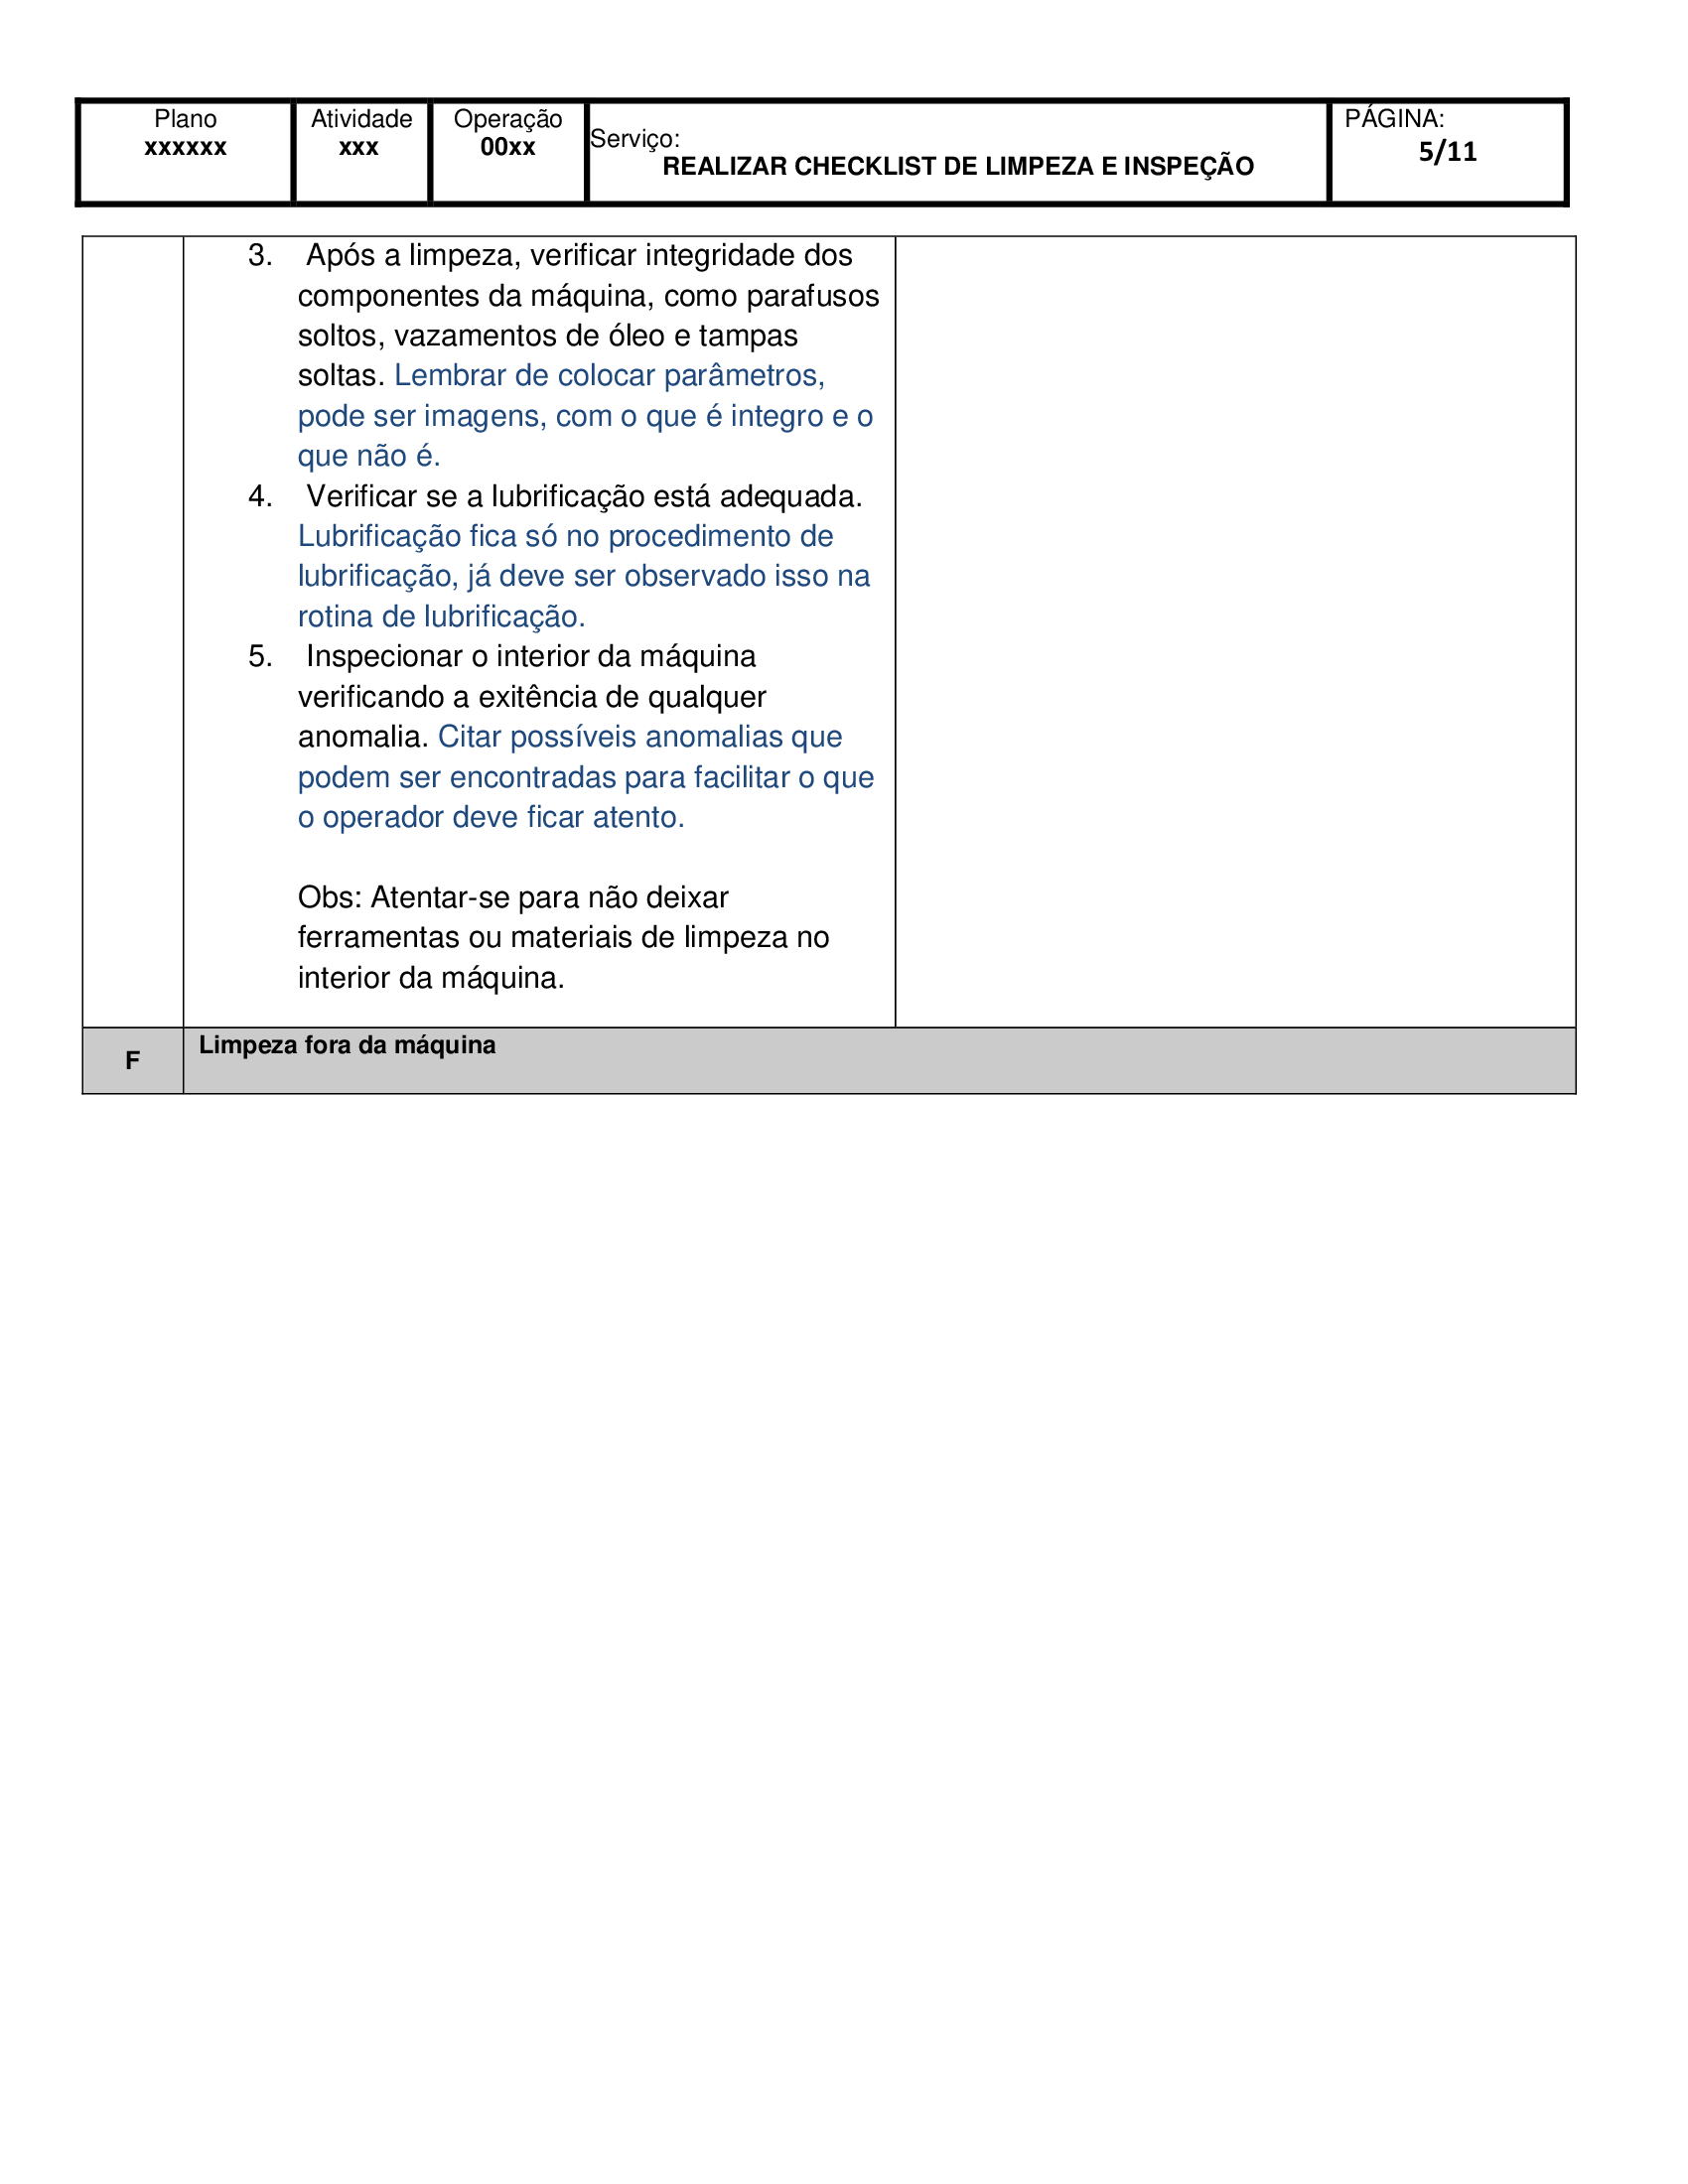 Plano
xxxxxx
Atividade
xxx
Operação
00xx
Serviço:
REALIZAR CHECKLIST DE LIMPEZA E INSPEÇÃO
PÁGINA:
5/11
3. Após a limpeza, verificar integridade dos
componentes da máquina, como parafusos
soltos, vazamentos de óleo e tampas
soltas. Lembrar de colocar parâmetros,
pode ser imagens, com o que é integro e o
que não é.
4. Verificar se a lubrificação está adequada.
Lubrificação fica só no procedimento de
lubrificação, já deve ser observado isso na
rotina de lubrificação.
5. Inspecionar o interior da máquina
verificando a exitência de qualquer
anomalia. Citar possíveis anomalias que
podem ser encontradas para facilitar o que
o operador deve ficar atento.
Obs: Atentar-se para não deixar
ferramentas ou materiais de limpeza no
interior da máquina.
F
Limpeza fora da máquina